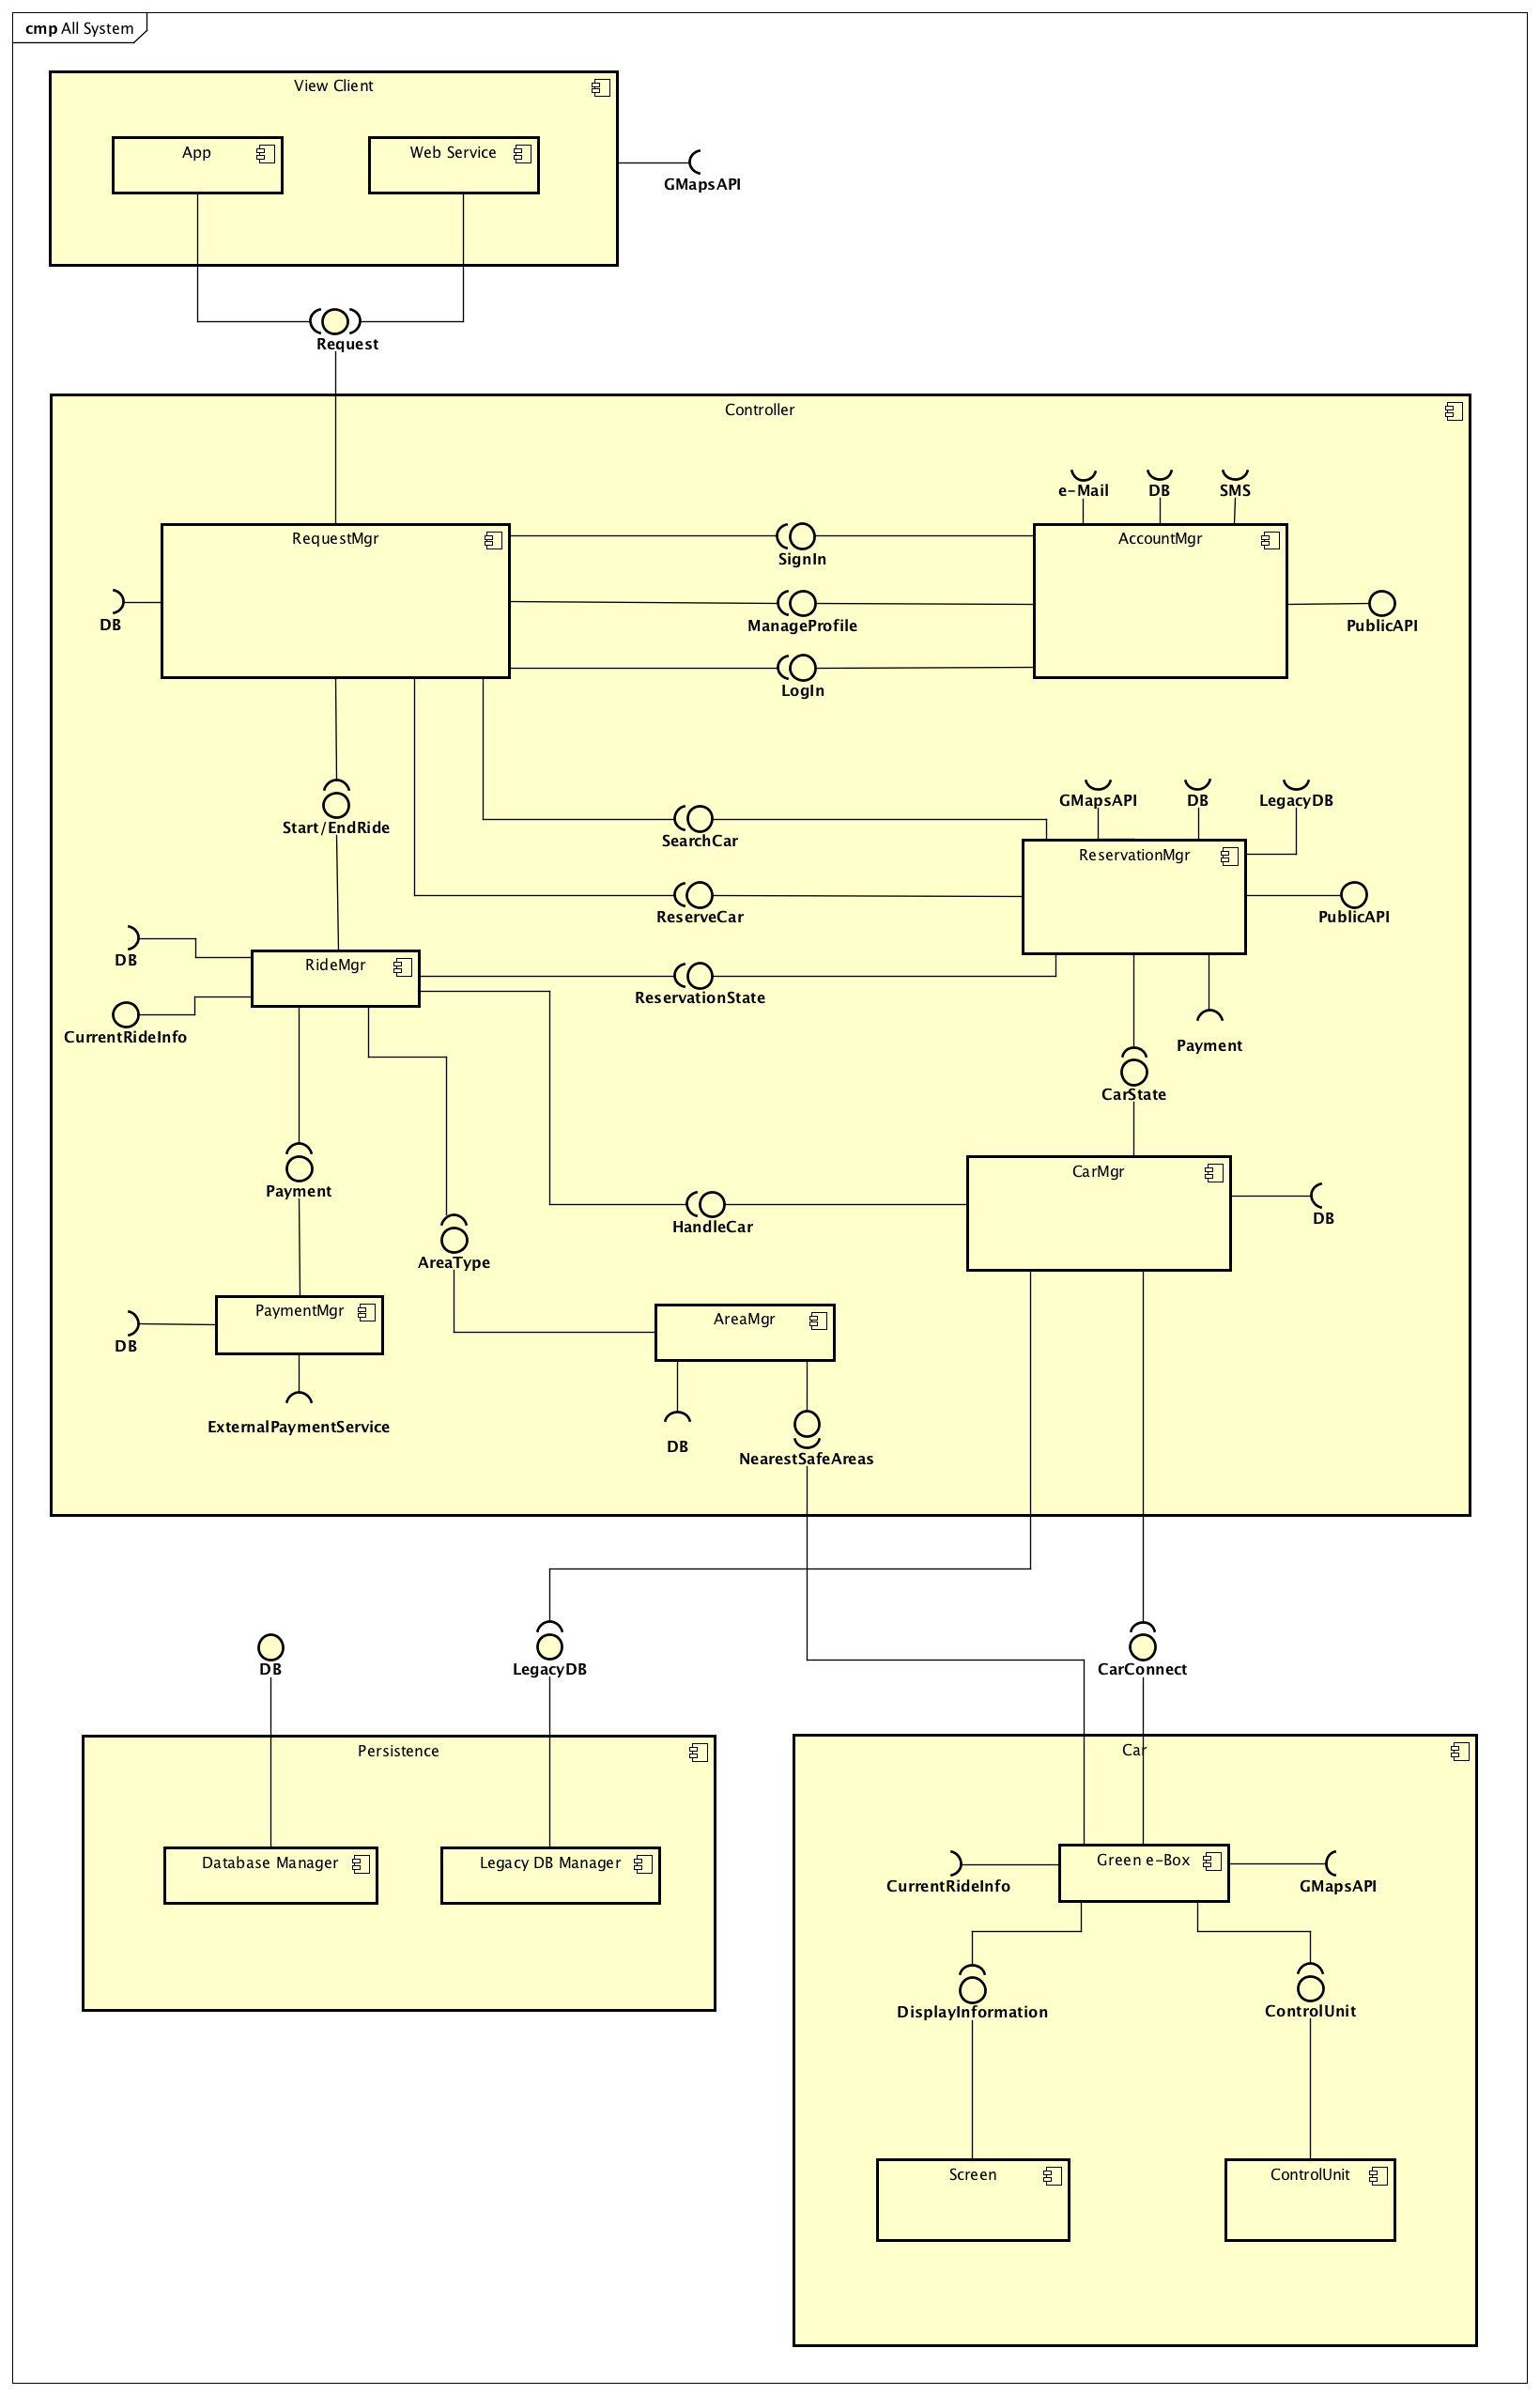 cmp All System
View Client
App
Web Service
GMapsAPI
Request
Controller
e-Mail
DB
SMS
RequestMgr
AccountMgr
SignIn
DB
ManageProfile
PublicAPI
LogIn
Start/EndRide
SearchCar
GMapsAPI
DB
LegacyDB
ReservationMgr
ReserveCar
PublicAPI
DB
RideMgr
ReservationState
CurrentRideInfo
Payment
CarState
CarMgr
Payment
HandleCar
DB
AreaType
PaymentMgr
AreaMgr
DB
ExternalPaymentService
DB
NearestSafeAreas
DB
LegacyDB
CarConnect
Persistence
Car
Database Manager
Legacy DB Manager
Green e-Box
CurrentRideInfo
GMapsAPI
DisplayInformation
ControlUnit
Screen
ControlUnit